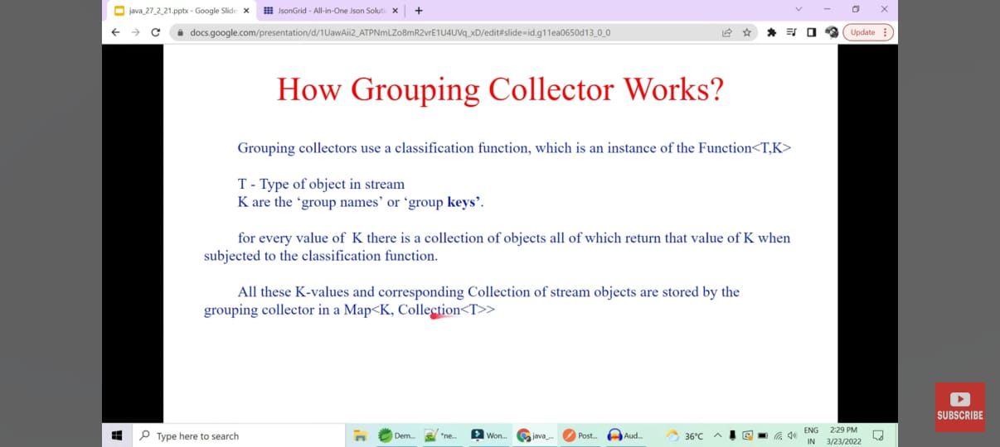 java_27_2_21.pptx - Google Slide
JsonGrid - All-in-One Json Soluti
docs.google.com/presentation/d/1UawAii2_ATPNmLZo8mR2vrE1U4UVq_xD/edit#slide=id.g11ea0650d13_0_0
Update
How Grouping Collector Works?
Grouping collectors use a classification function, which is an instance of the Function<T,K>
T - Type of object in stream
K are the ‘group names’ or ‘group keys’.
for every value of K there is a collection of objects all of which return that value of K when
subjected to the classification function.
All these K-values and corresponding Collection of stream objects are stored by the
grouping collector in a Map<K, Collection<T>>
SUBSCRIBE
Type here to search
Dem...
*ne...
Won...
java_...
Post...
Aud...
36°C
ENG
IN
2:29 PM
3/23/2022